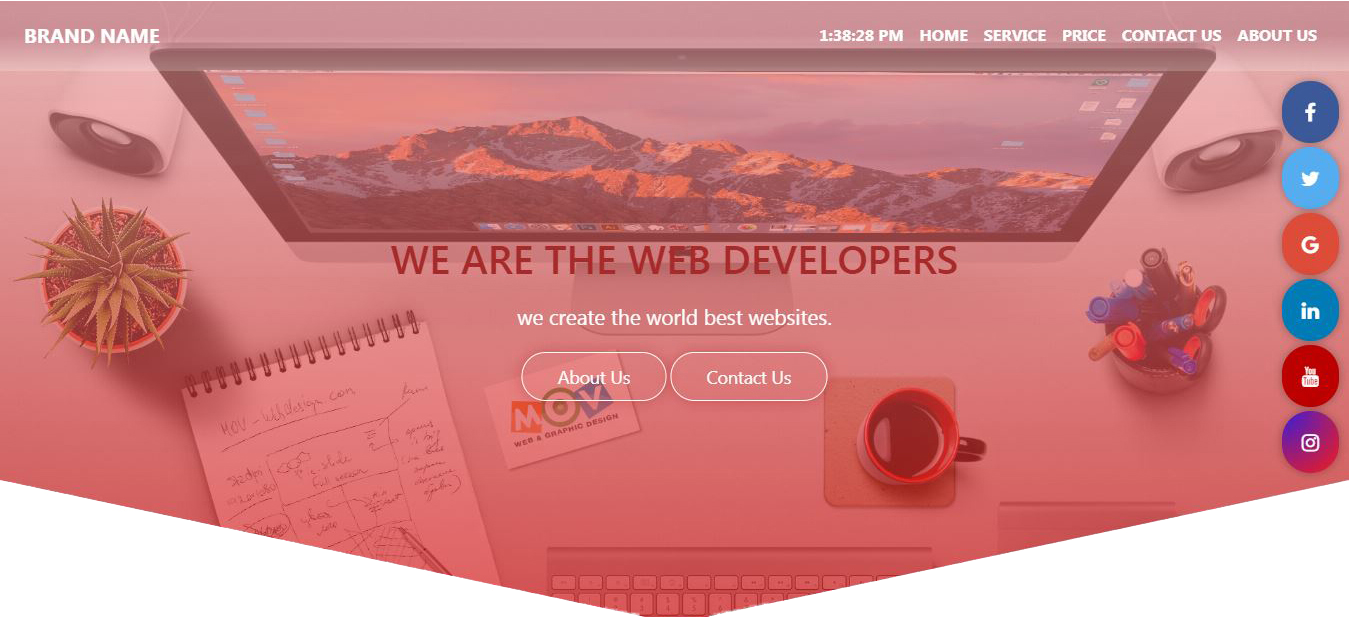 BRAND NAME
1:38:28 PM HOME SERVICE PRICE CONTACT US ABOUT US
WE ARE THE WEB DEVELOPERS
we create the world best websites.
About Us Contact Us
MOV
WEB & GRAPHIC DESIGN
MOV - Webdesign.com
You
Tube